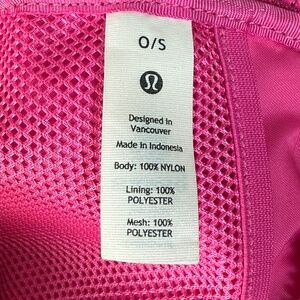 O/S
Designed in
Vancouver
Made in Indonesia
Body: 100% NYLON
Lining: 100%
POLYESTER
Mesh: 100%
POLYESTER